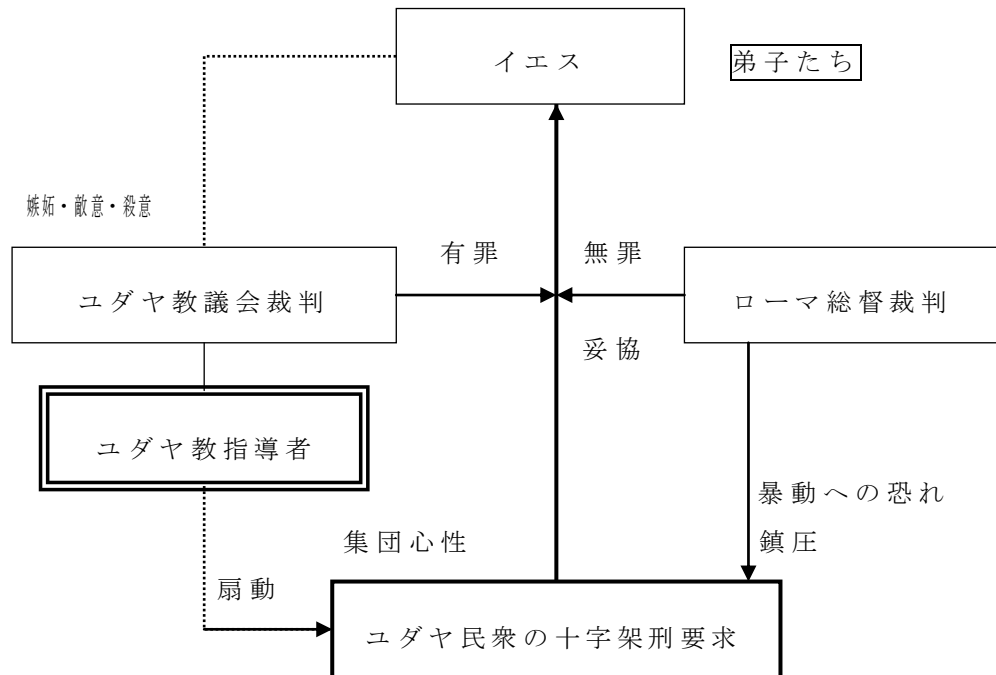 イエス
弟子たち
嫉妬・敵意・殺意
有罪
無罪
ユダヤ教議会裁判
ローマ総督裁判
妥協
ユダヤ教指導者
暴動への恐れ
鎮圧
集団心性
扇動
ユダヤ民衆の十字架刑要求